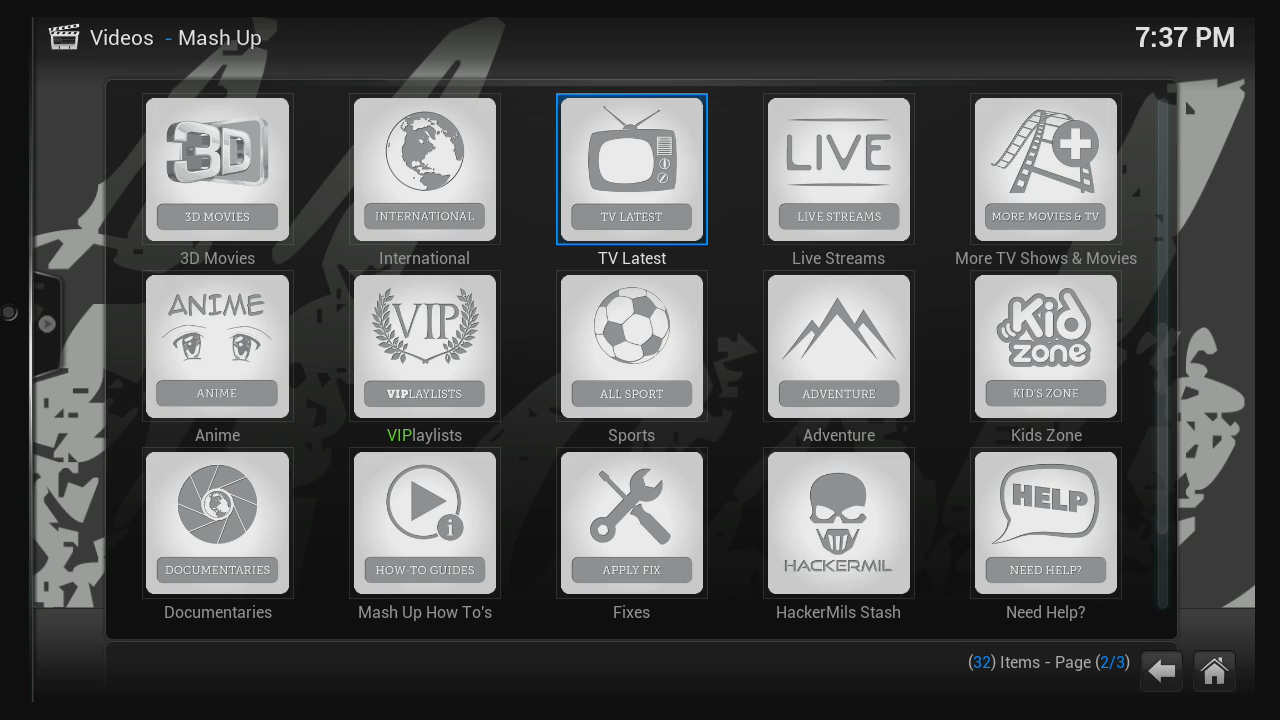 Videos - Mash Up
7:37 PM
3D
LIVE
3D MOVIES
INTERNATIONAL
TV LATEST
LIVE STREAMS
MORE MOVIES & TV
3D Movies
International
TV Latest
Live Streams
More TV Shows & Movies
ANIME
VIP
Kid
zone
ANIME
VIPLAYLISTS
ALL SPORT
ADVENTURE
KID'S ZONE
Anime
VIPlaylists
Sports
Adventure
Kids Zone
i
HELP
DOCUMENTARIES
HOW-TO GUIDES
APPLY FIX
HACKERMIL
NEED HELP?
Documentaries
Mash Up How To's
Fixes
HackerMils Stash
Need Help?
(32) Items - Page (2/3)